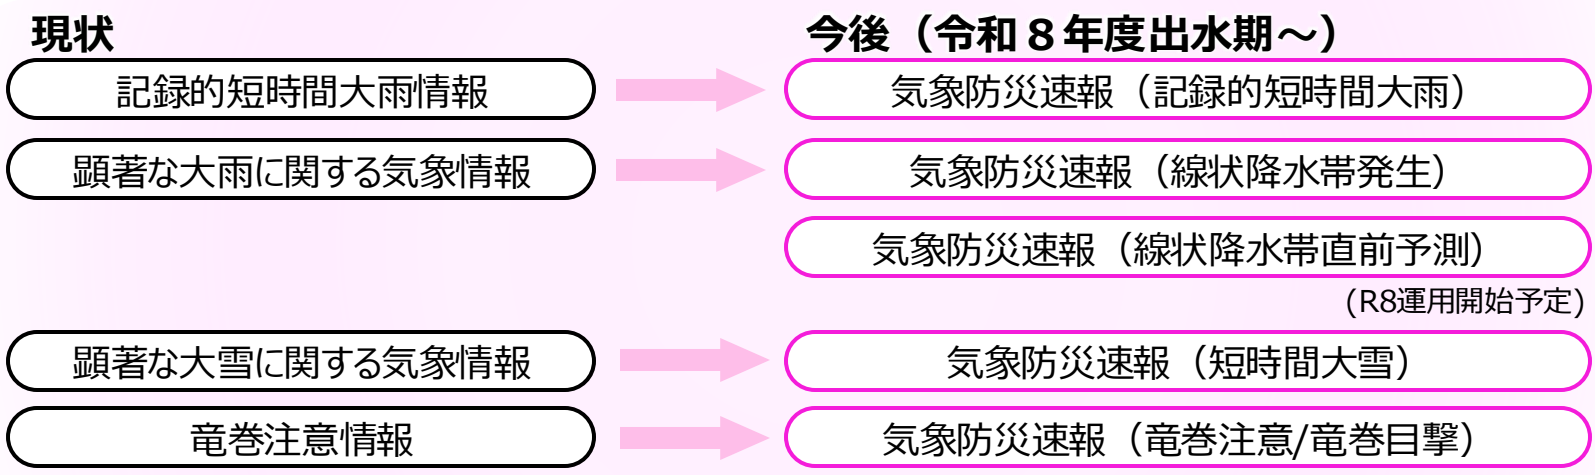 現状
今後（令和８年度出水期～）
記録的短時間大雨情報
気象防災速報（記録的短時間大雨）
顕著な大雨に関する気象情報
気象防災速報（線状降水帯発生）
気象防災速報（線状降水帯直前予測）
(R8運用開始予定)
顕著な大雪に関する気象情報
気象防災速報（短時間大雪）
竜巻注意情報
気象防災速報（竜巻注意/竜巻目撃）